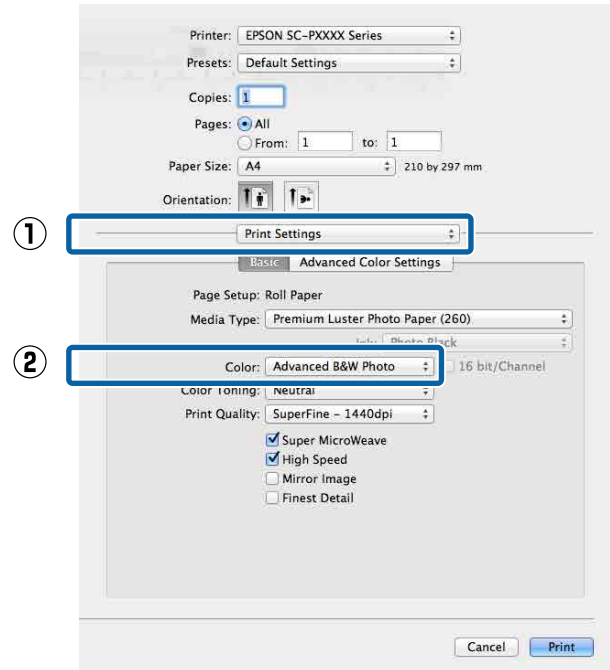 Printer: EPSON SC-PXXXX Series
Presets: Default Settings
Copies: 1
Pages: All
From: 1 to: 1
Paper Size: A4 210 by 297 mm
Orientation:
① Print Settings
Basic Advanced Color Settings
Page Setup: Roll Paper
Media Type: Premium Luster Photo Paper (260)
Ink: Photo Black
② Color: Advanced B&W Photo 16 bit/Channel
Color Toning: Neutral
Print Quality: SuperFine - 1440dpi
Super MicroWeave
High Speed
Mirror Image
Finest Detail
Cancel Print